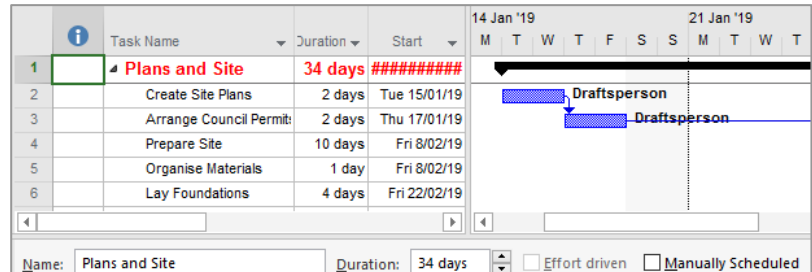 14 Jan '19 21 Jan '19
Task Name Duration Start M T W T F S S M T W T
1 Plans and Site 34 days ##########
2 Create Site Plans 2 days Tue 15/01/19 Draftsperson
3 Arrange Council Permits 2 days Thu 17/01/19 Draftsperson
4 Prepare Site 10 days Fri 8/02/19
5 Organise Materials 1 day Fri 8/02/19
6 Lay Foundations 4 days Fri 22/02/19
Name: Plans and Site Duration: 34 days Effort driven Manually Scheduled